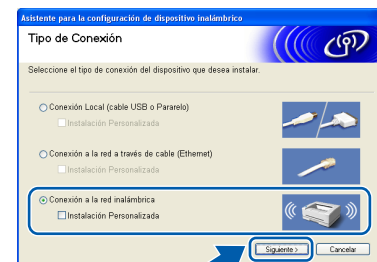 Asistente para la configuración de dispositivo inalámbrico
Tipo de Conexión
Seleccione el tipo de conexión del dispositivo que desea instalar.
Conexión Local (cable USB o Pararelo)
Instalación Personalizada
Conexión a la red a través de cable (Ethernet)
Instalación Personalizada
Conexión a la red inalámbrica
Instalación Personalizada
Siguiente >
Cancelar